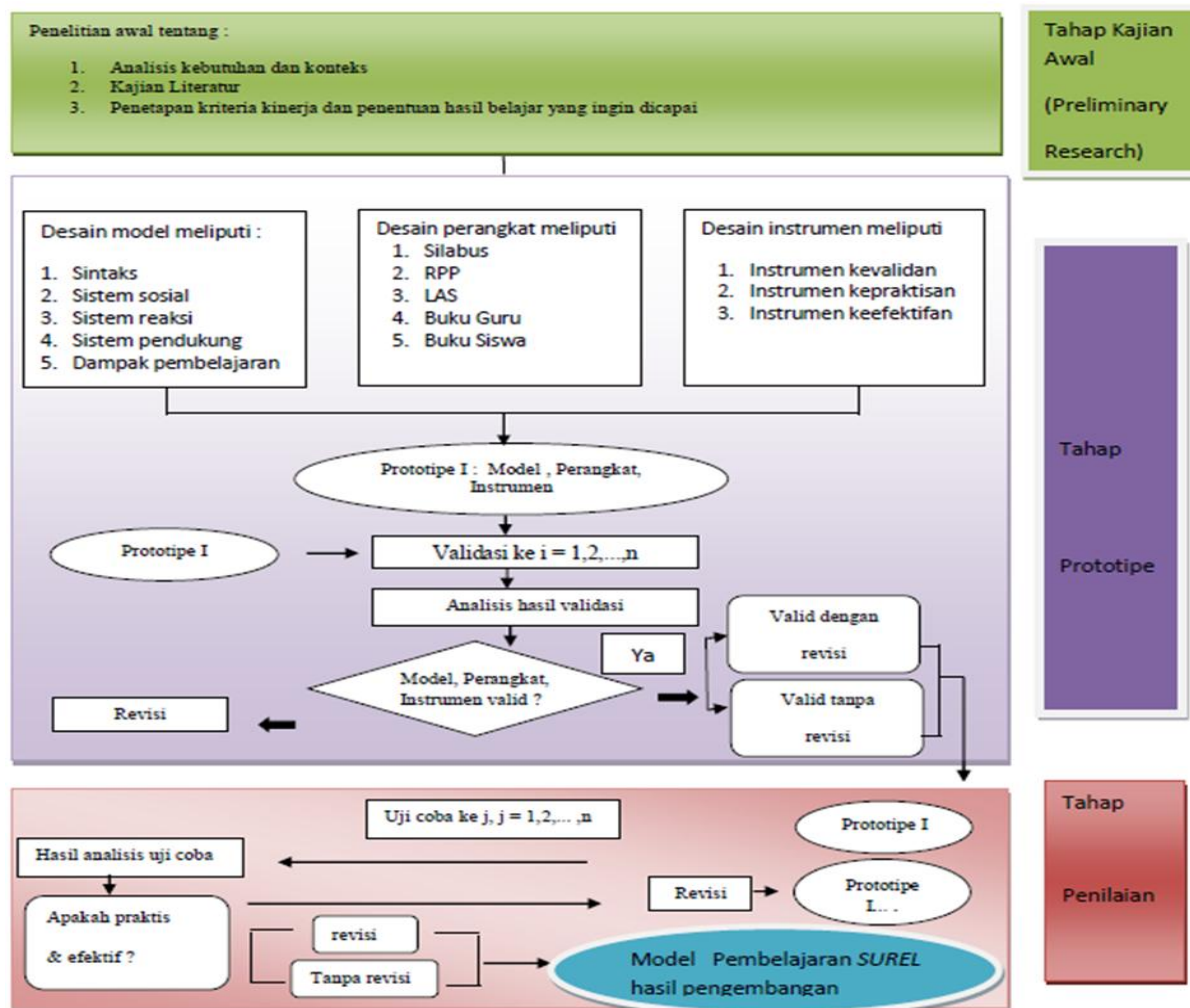 Penelitian awal tentang :
1. Analisis kebutuhan dan konteks
2. Kajian Literatur
3. Penetapan kriteria kinerja dan penentuan hasil belajar yang ingin dicapai
Tahap Kajian
Awal
(Preliminary
Research)
Desain model meliputi :
1. Sintaks
2. Sistem sosial
3. Sistem reaksi
4. Sistem pendukung
5. Dampak pembelajaran
Desain perangkat meliputi
1. Silabus
2. RPP
3. LAS
4. Buku Guru
5. Buku Siswa
Desain instrumen meliputi
1. Instrumen kevalidan
2. Instrumen kepraktisan
3. Instrumen keefektifan
Tahap
Prototipe
Prototipe I : Model , Perangkat,
Instrumen
Prototipe I
Validasi ke i = 1,2,...,n
Analisis hasil validasi
Model, Perangkat,
Instrumen valid ?
Ya
Valid dengan
revisi
Valid tanpa
revisi
Revisi
Tahap
Penilaian
Uji coba ke j, j = 1,2,... ,n
Prototipe I
Hasil analisis uji coba
Revisi
Prototipe
I... .
Apakah praktis
& efektif ?
revisi
Tanpa revisi
Model Pembelajaran SUREL
hasil pengembangan